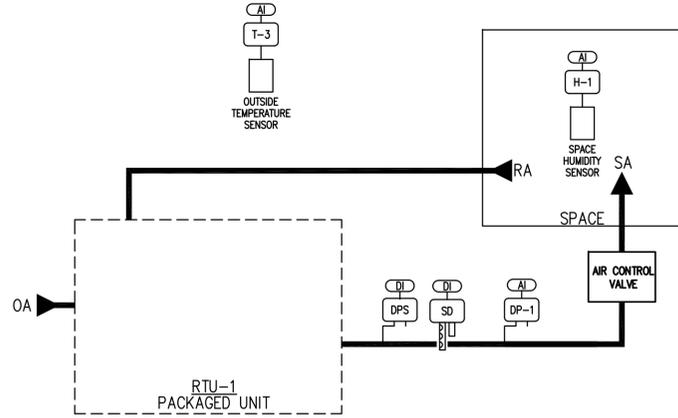 AI
T-3
OUTSIDE
TEMPERATURE
SENSOR
AI
H-1
SPACE
HUMIDITY
SENSOR
RA
SA
SPACE
AIR CONTROL
VALVE
OA
DI
DPS
DI
SD
AI
DP-1
RTU-1
PACKAGED UNIT